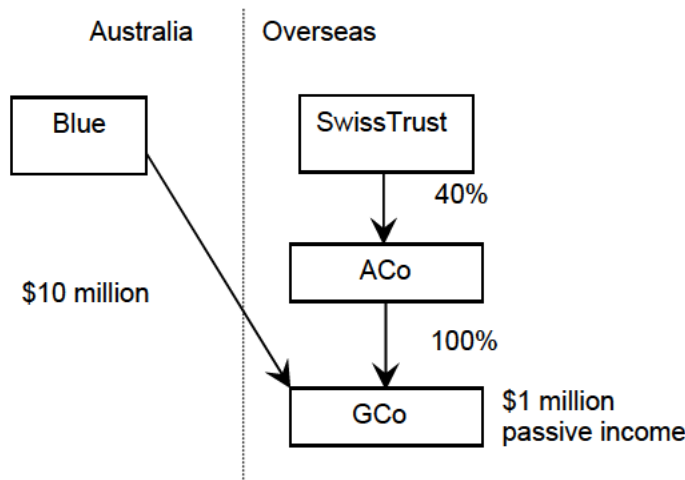 Australia
Overseas
Blue
SwissTrust
40%
ACo
$10 million
100%
GCo
$1 million
passive income